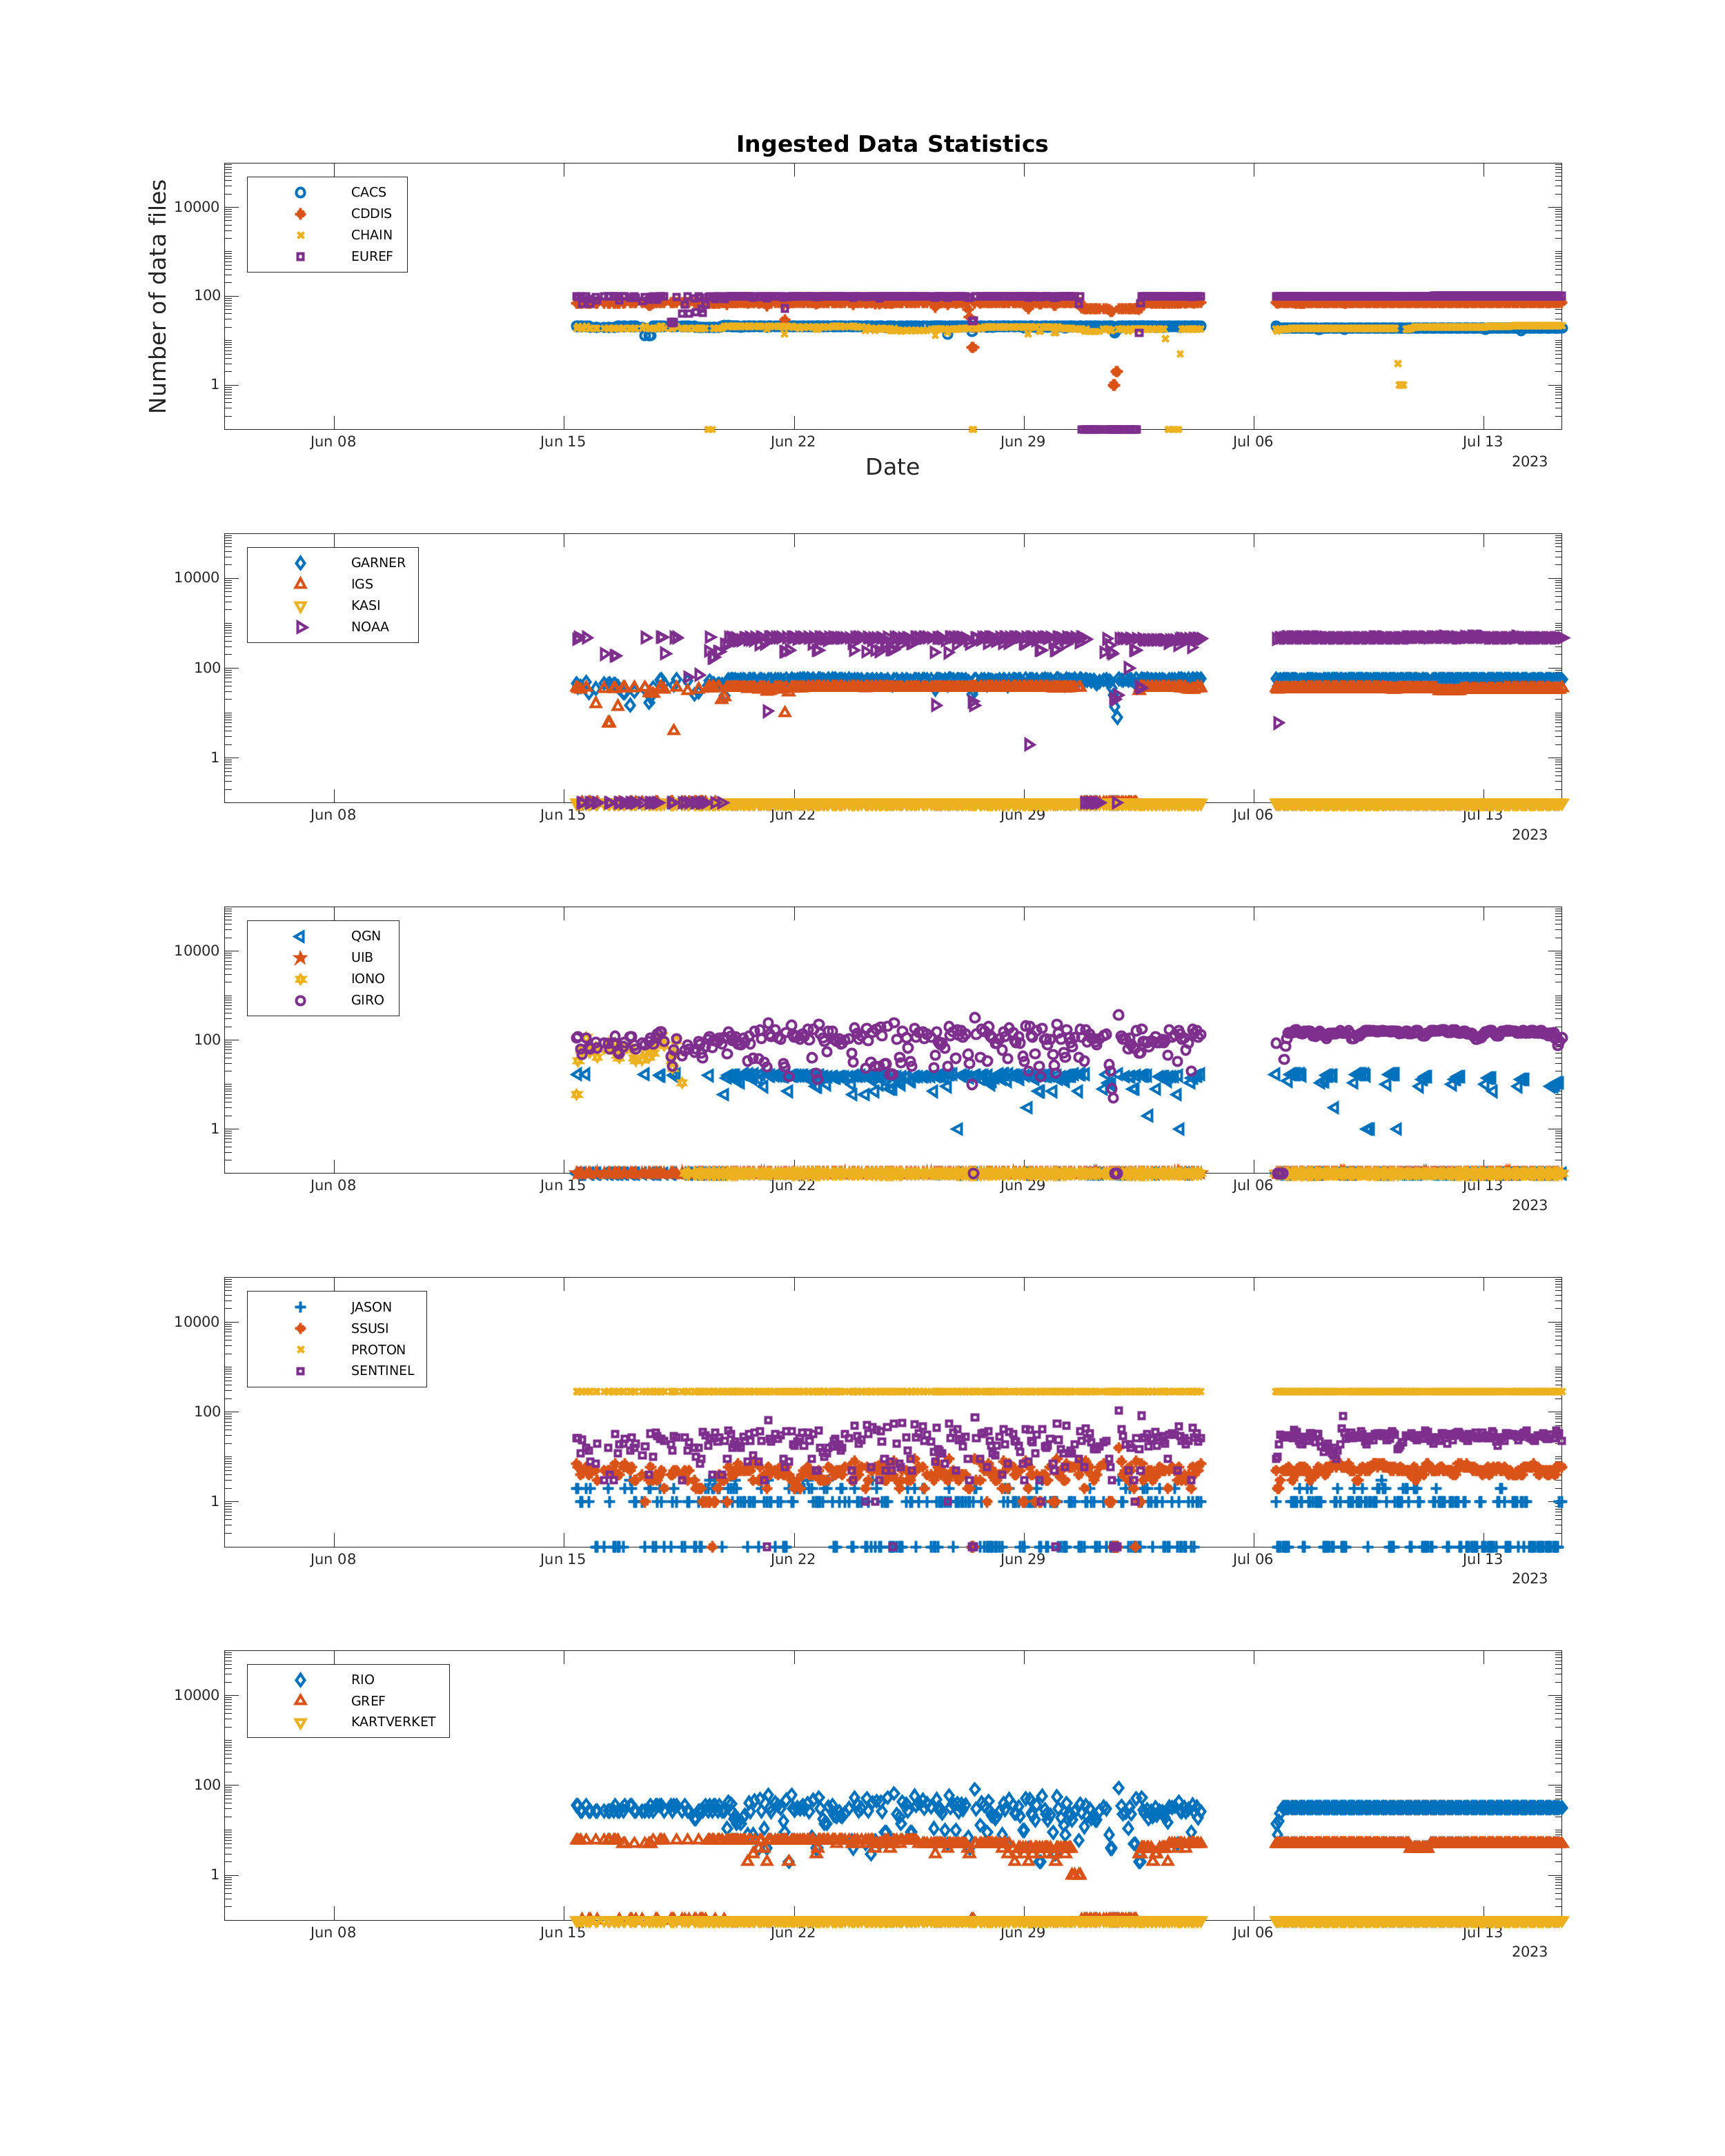 Ingested Data Statistics
Number of data files
CACS
CDDIS
CHAIN
EUREF
10000
100
1
Jun 08 Jun 15 Jun 22 Jun 29 Jul 06 Jul 13
2023
Date
GARNER
IGS
KASI
NOAA
10000
100
1
Jun 08 Jun 15 Jun 22 Jun 29 Jul 06 Jul 13
2023
QGN
UIB
IONO
GIRO
10000
100
1
Jun 08 Jun 15 Jun 22 Jun 29 Jul 06 Jul 13
2023
JASON
SSUSI
PROTON
SENTINEL
10000
100
1
Jun 08 Jun 15 Jun 22 Jun 29 Jul 06 Jul 13
2023
RIO
GREF
KARTVERKET
10000
100
1
Jun 08 Jun 15 Jun 22 Jun 29 Jul 06 Jul 13
2023